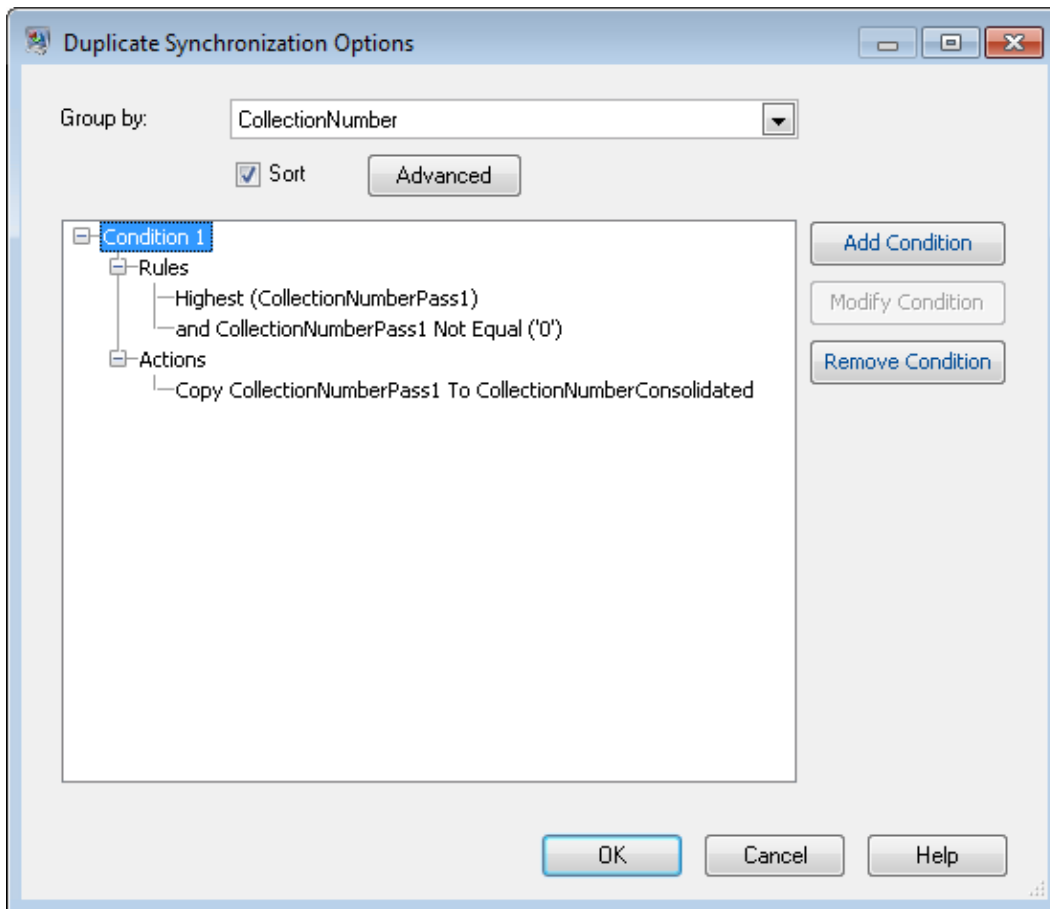 Duplicate Synchronization Options
Group by: CollectionNumber
Sort Advanced
Condition 1
Rules
Highest (CollectionNumberPass1)
and CollectionNumberPass1 Not Equal ('0')
Actions
Copy CollectionNumberPass1 To CollectionNumberConsolidated
Add Condition
Modify Condition
Remove Condition
OK Cancel Help